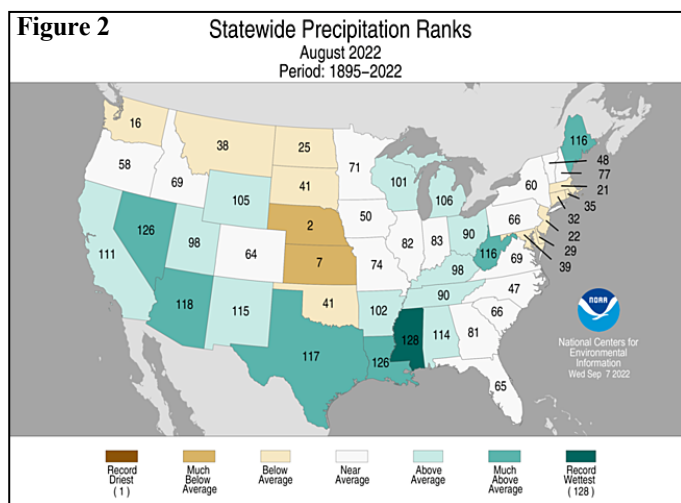 Figure 2
Statewide Precipitation Ranks
August 2022
Period: 1895–2022
16
38
25
71
116
48
77
58
69
41
101
106
60
21
35
105
2
50
66
32
22
126
98
64
7
74
82
83
90
116
69
29
39
111
98
47
118
115
41
102
90
66
117
126
128
114
81
65
NOAA
National Centers for
Environmental
Information
Wed Sep 7 2022
Record
Driest
( 1 )
Much
Below
Average
Below
Average
Near
Average
Above
Average
Much
Above
Average
Record
Wettest
( 128 )